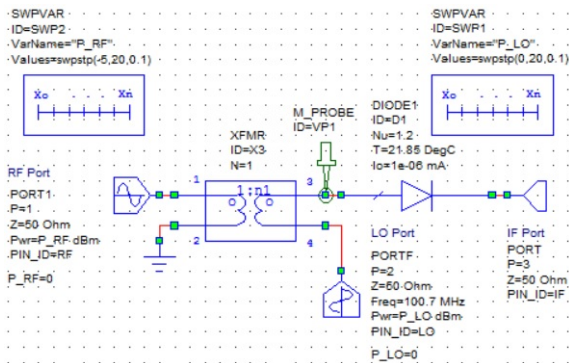 SWPVAR
ID=SWP2
VarName="P_RF"
Values=swpstp(-5,20,0.1)
Xo . . . Xn
SWPVAR
ID=SWP1
VarName="P_LO"
Values=swpstp(0,20,0.1)
Xo . . . Xn
M_PROBE
ID=VP1
DIODE1
ID=D1
Nu=1.2
T=21.85 DegC
Io=1e-06 mA
XFMR
ID=X3
N=1
RF Port
PORT1
P=1
Z=50 Ohm
Pwr=P_RF dBm
PIN_ID=RF
P_RF=0
1
1:n1
3
o
o
2
4
LO Port
PORTF
P=2
Z=50 Ohm
Freq=100.7 MHz
Pwr=P_LO dBm
PIN_ID=LO
P_LO=0
IF Port
PORT
P=3
Z=50 Ohm
PIN_ID=IF